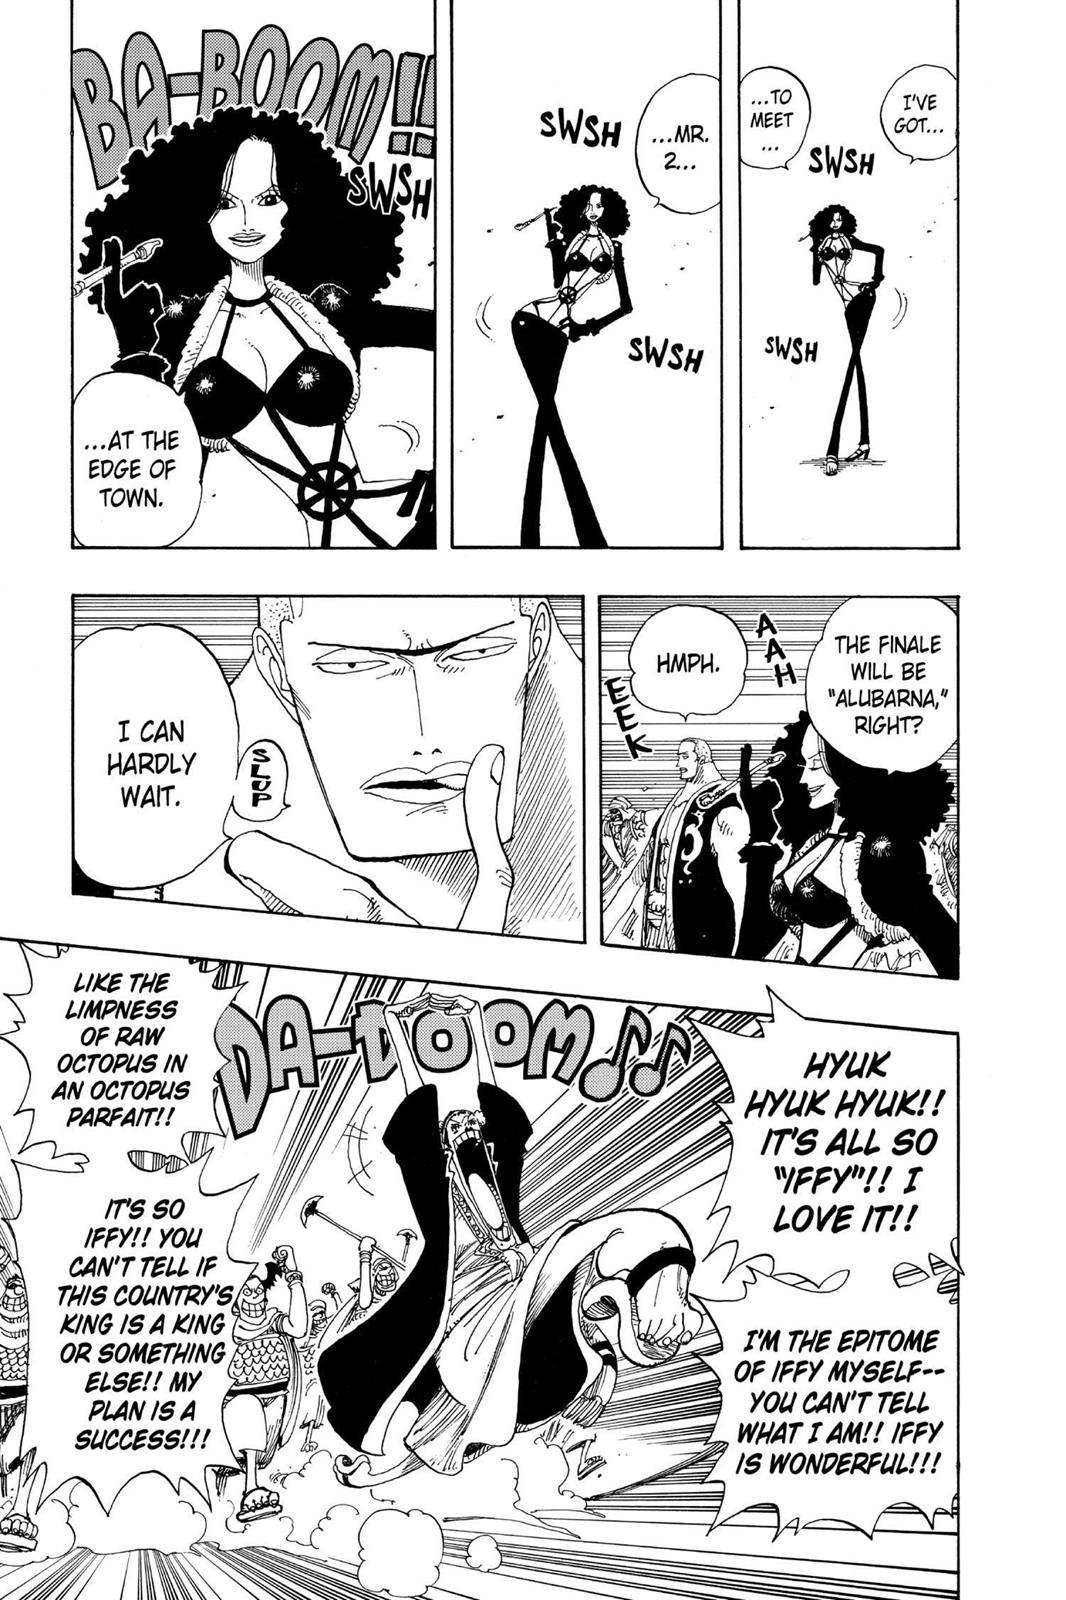 I'VE
GOT...
...TO
MEET
...
SWSH
SWSH
...MR.
2...
SWSH
SWSH
BA-BOOM!!
SWSH
...AT THE
EDGE OF
TOWN.
THE FINALE
WILL BE
"ALUBARNA,"
RIGHT?
AAH
HMPH.
EEK
I CAN
HARDLY
WAIT.
SLUP
HYUK
HYUK HYUK!!
IT'S ALL SO
"IFFY"!! I
LOVE IT!!
I'M THE EPITOME
OF IFFY MYSELF--
YOU CAN'T TELL
WHAT I AM!! IFFY
IS WONDERFUL!!!
DA-DOOOM♪♪
LIKE THE
LIMPNESS
OF RAW
OCTOPUS IN
AN OCTOPUS
PARFAIT!!
IT'S SO
IFFY!! YOU
CAN'T TELL IF
THIS COUNTRY'S
KING IS A KING
OR SOMETHING
ELSE!! MY
PLAN IS A
SUCCESS!!!